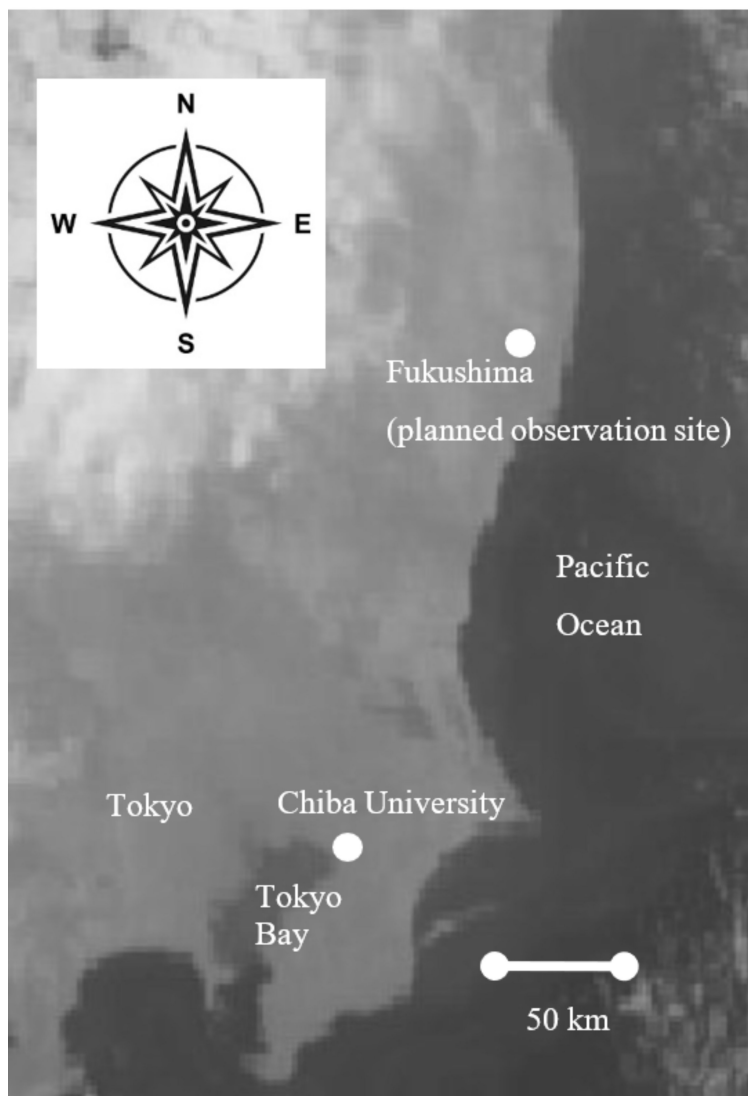 N
W E
S
Fukushima
(planned observation site)
Pacific
Ocean
Tokyo
Chiba University
Tokyo
Bay
50 km